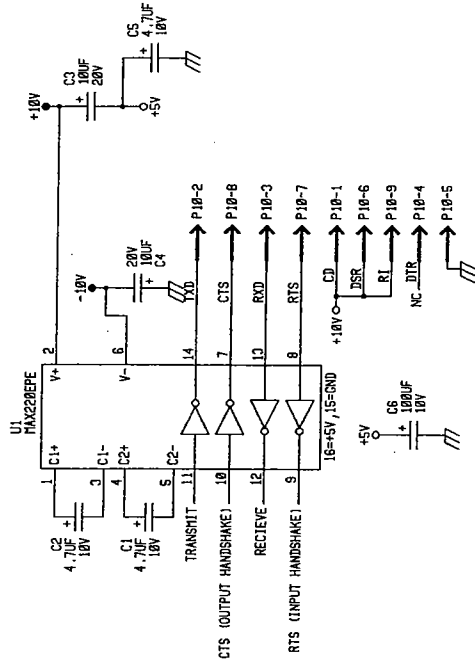 U1
MAX220EPE
C2
4.7UF
10V
+
1
C1+
3
C1-
C1
4.7UF
10V
+
4
C2+
5
C2-
V+
2
V-
6
+10V
C3
+
10UF
20V
+5V
C5
+
4.7UF
10V
-10V
20V
10UF
+
C4
TRANSMIT
11
14
TXD
P10-2
CTS (OUTPUT HANDSHAKE)
10
7
CTS
P10-8
RECIEVE
12
13
RXD
P10-3
RTS (INPUT HANDSHAKE)
9
8
RTS
P10-7
16=+5V,15=GND
+10V
CD
P10-1
DSR
P10-6
RI
P10-9
NC
DTR
P10-4
P10-5
+5V
C6
+
100UF
10V